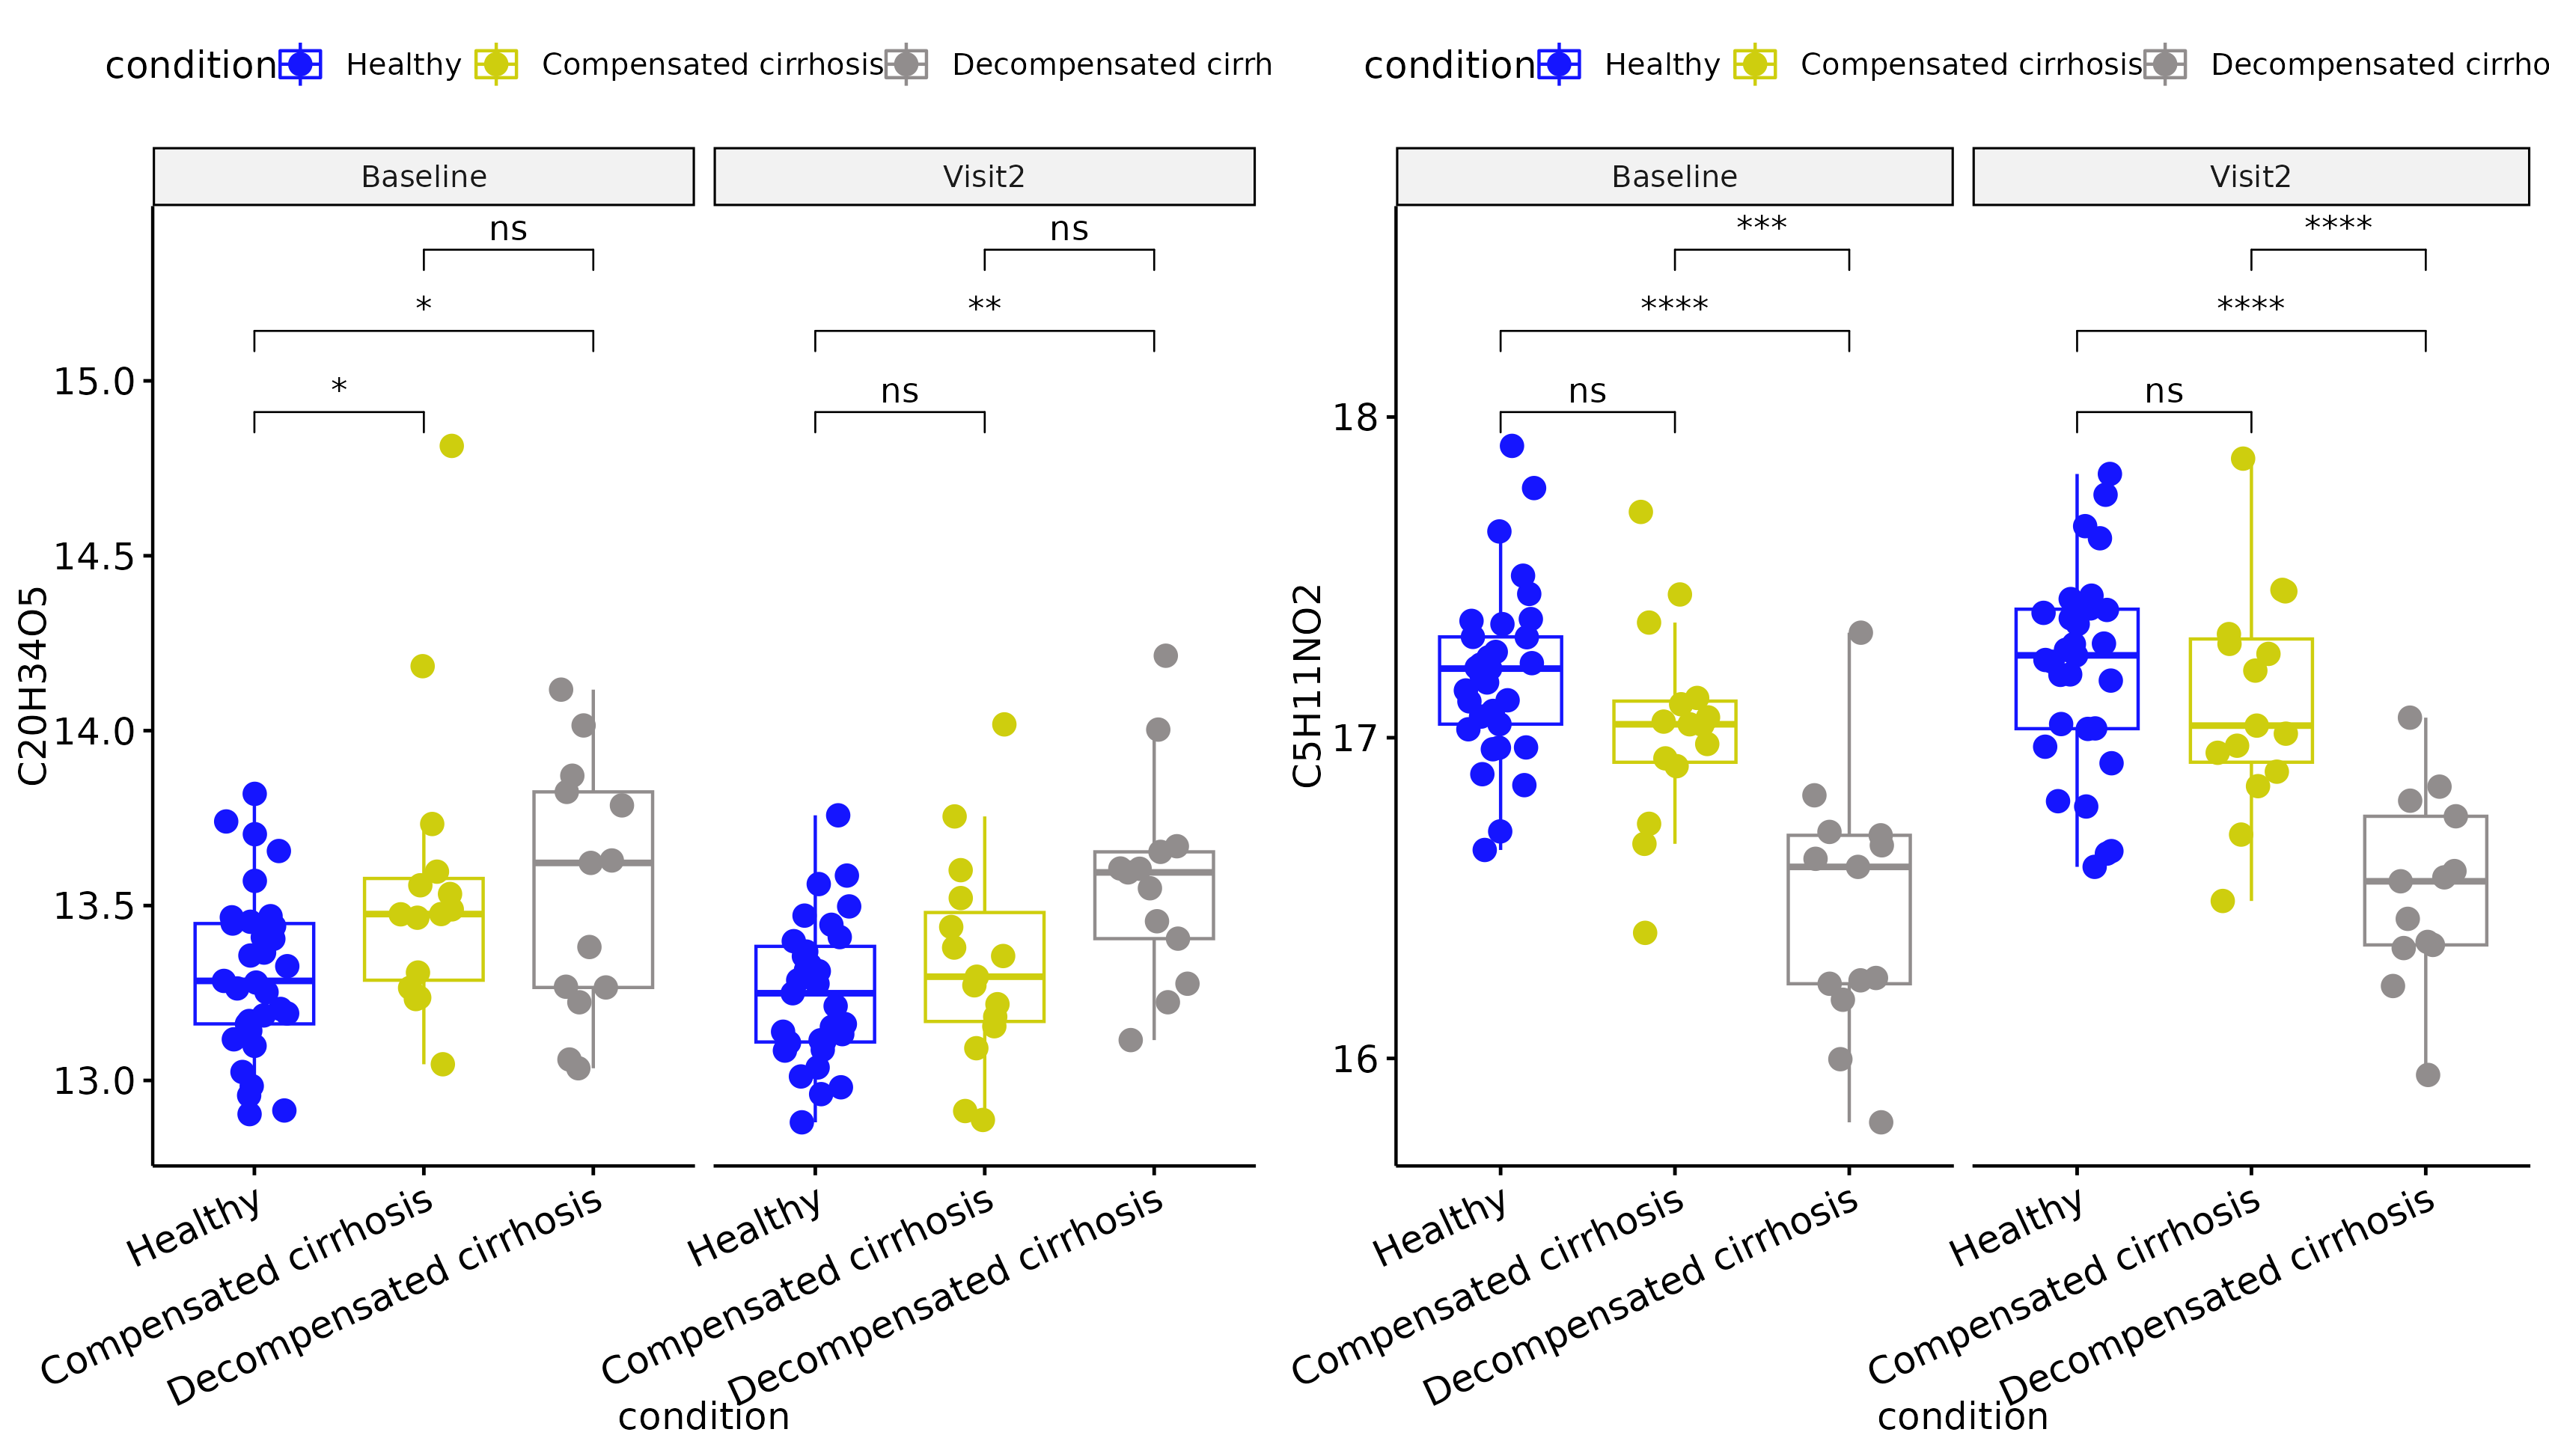 condition Healthy Compensated cirrhosis Decompensated cirrh
Baseline Visit2
ns ns
* **
* ns
15.0
14.5
14.0
13.5
13.0
C20H34O5
Healthy Compensated cirrhosis Decompensated cirrhosis
Healthy Compensated cirrhosis Decompensated cirrhosis
condition
condition Healthy Compensated cirrhosis Decompensated cirrho
Baseline Visit2
*** ****
**** ****
ns ns
18
17
16
C5H11NO2
Healthy Compensated cirrhosis Decompensated cirrhosis
Healthy Compensated cirrhosis Decompensated cirrhosis
condition